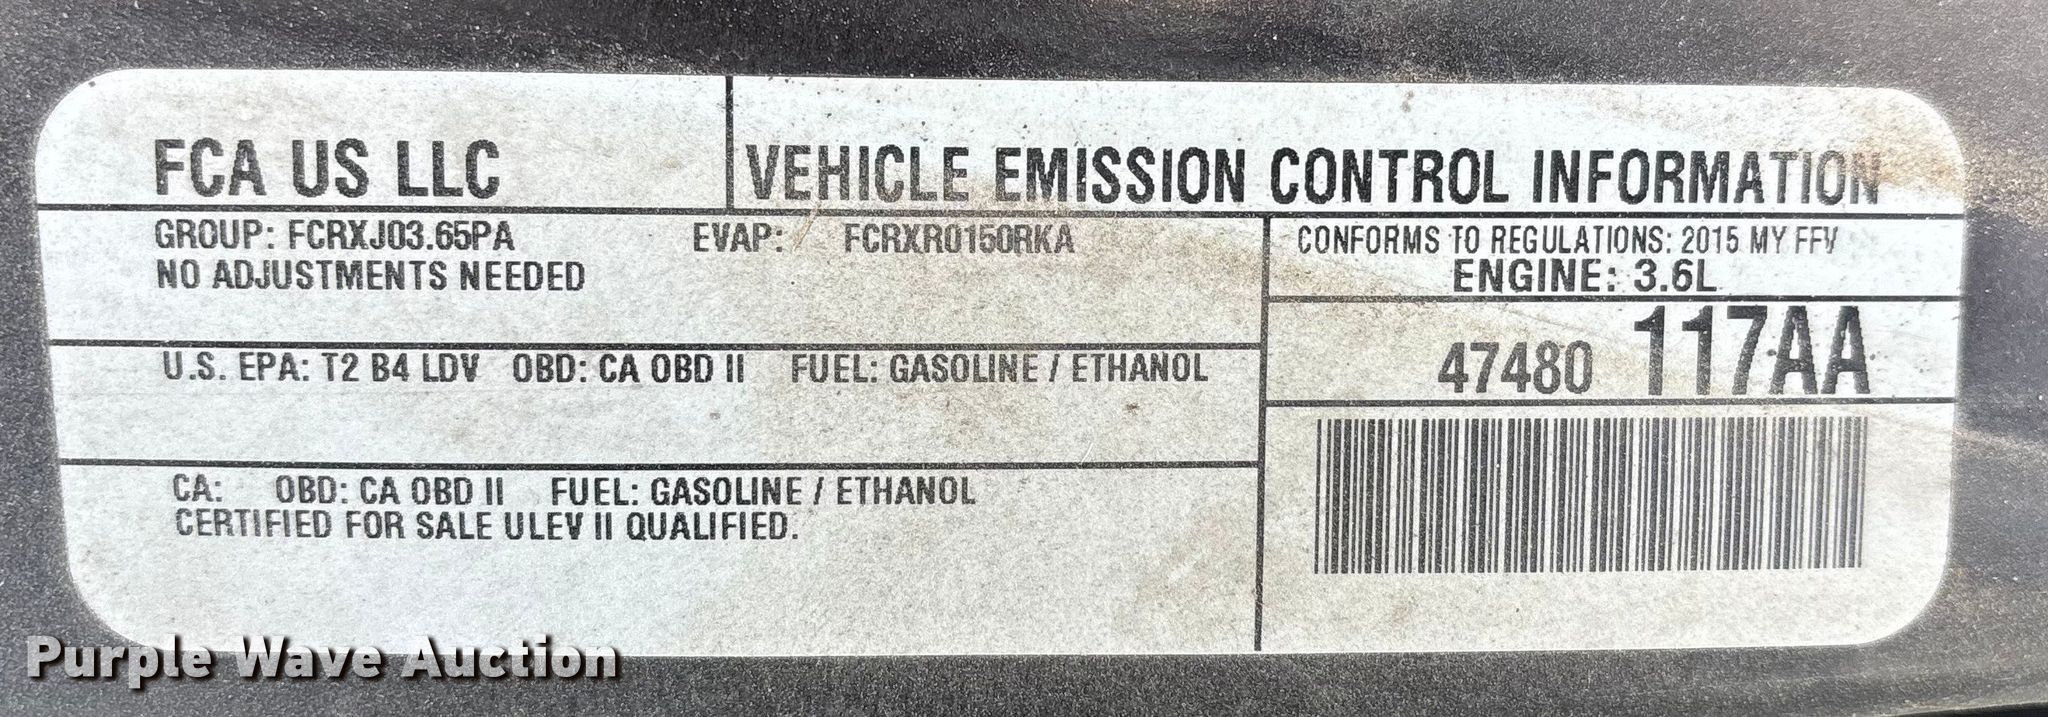 FCA US LLC
VEHICLE EMISSION CONTROL INFORMATION
GROUP: FCRXJ03.65PA EVAP: FCRXR0150RKA
NO ADJUSTMENTS NEEDED
CONFORMS TO REGULATIONS: 2015 MY FFV
ENGINE: 3.6L
47480 117AA
U.S. EPA: T2 B4 LDV OBD: CA OBD II FUEL: GASOLINE / ETHANOL
CA: OBD: CA OBD II FUEL: GASOLINE / ETHANOL
CERTIFIED FOR SALE ULEV II QUALIFIED.
Purple Wave Auction